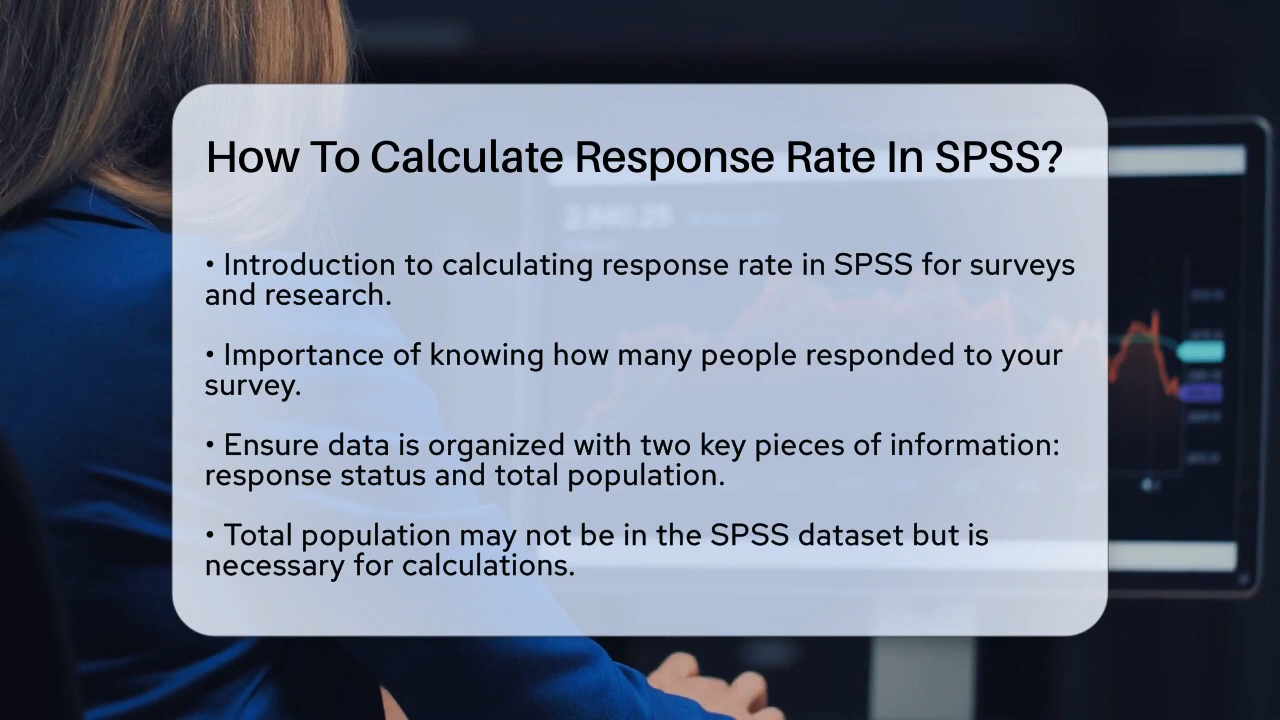 How To Calculate Response Rate In SPSS?
• Introduction to calculating response rate in SPSS for surveys
and research.
• Importance of knowing how many people responded to your
survey.
• Ensure data is organized with two key pieces of information:
response status and total population.
• Total population may not be in the SPSS dataset but is
necessary for calculations.